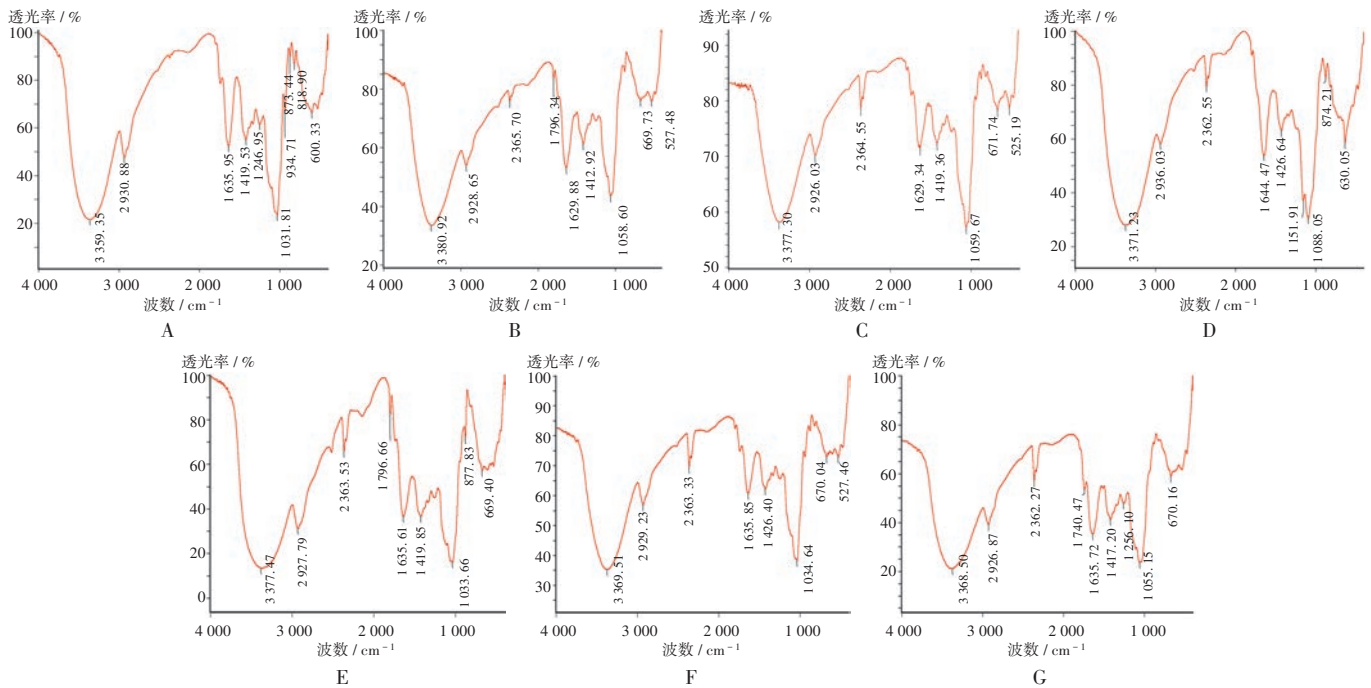 透光率 / %
100
80
60
40
20
3 359. 35
2 930. 88
1 635. 95
1 419. 53
1 246. 95
1 031. 81
934. 71
873. 44
818. 90
600. 33
4 000
3 000
2 000
1 000
波数 / cm⁻¹
A
透光率 / %
100
80
60
40
20
3 380. 92
2 928. 65
2 365. 70
1 796. 34
1 629. 88
1 412. 92
1 058. 60
669. 73
527. 48
4 000
3 000
2 000
1 000
波数 / cm⁻¹
B
透光率 / %
90
80
70
60
50
3 377. 30
2 926. 03
2 364. 55
1 629. 34
1 419. 36
1 059. 67
671. 74
525. 19
4 000
3 000
2 000
1 000
波数 / cm⁻¹
C
透光率 / %
100
80
60
40
20
3 371. 23
2 936. 03
2 362. 55
1 644. 47
1 426. 64
1 151. 91
1 088. 05
874. 21
630. 05
4 000
3 000
2 000
1 000
波数 / cm⁻¹
D
透光率 / %
100
80
60
40
20
0
3 377. 47
2 927. 79
2 363. 53
1 796. 66
1 635. 61
1 419. 85
1 033. 66
877. 83
669. 40
4 000
3 000
2 000
1 000
波数 / cm⁻¹
E
透光率 / %
100
80
70
60
50
40
30
3 369. 51
2 929. 23
2 363. 33
1 635. 85
1 426. 40
1 034. 64
670. 04
527. 46
4 000
3 000
2 000
1 000
波数 / cm⁻¹
F
透光率 / %
100
80
60
40
20
3 368. 50
2 926. 87
2 362. 27
1 740. 47
1 635. 72
1 417. 20
1 256. 10
1 055. 15
670. 16
4 000
3 000
2 000
1 000
波数 / cm⁻¹
G